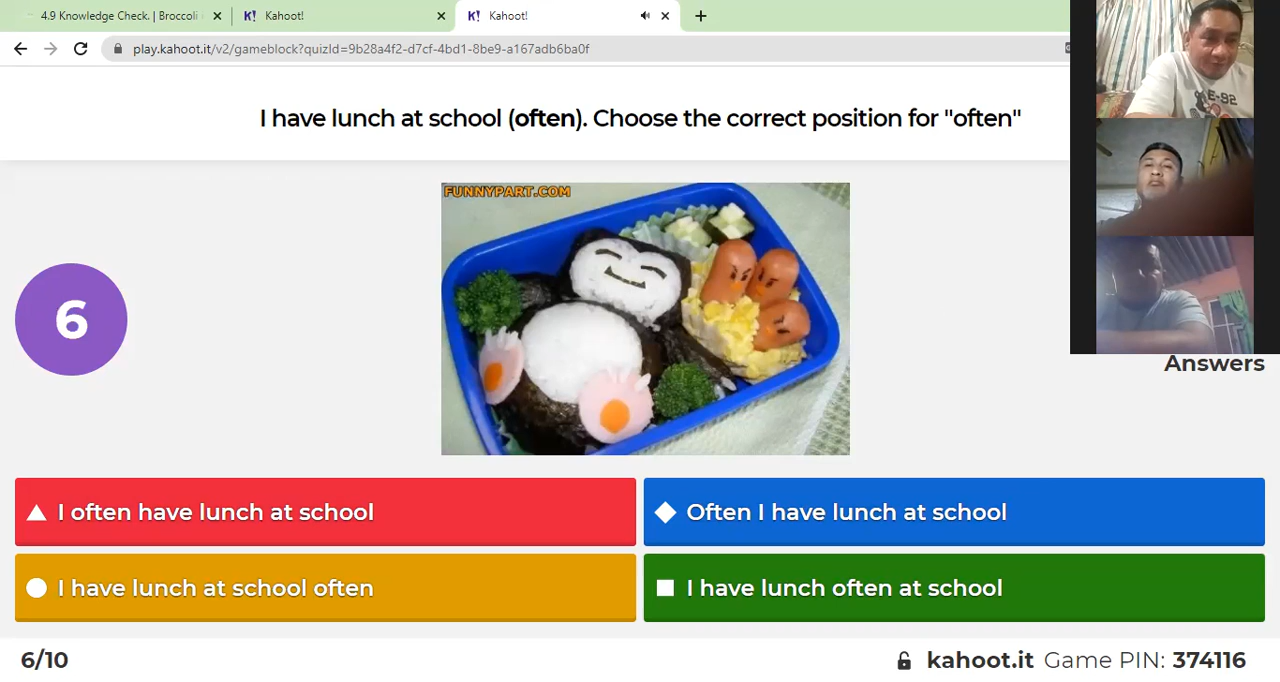 4.9 Knowledge Check. | Broccoli
K! Kahoot!
K! Kahoot!
play.kahoot.it/v2/gameblock?quizId=9b28a4f2-d7cf-4bd1-8be9-a167adb6ba0f
I have lunch at school (often). Choose the correct position for "often"
FUNNYPART.COM
E-92
6
Answers
I often have lunch at school
Often I have lunch at school
I have lunch at school often
I have lunch often at school
6/10
kahoot.it Game PIN: 374116